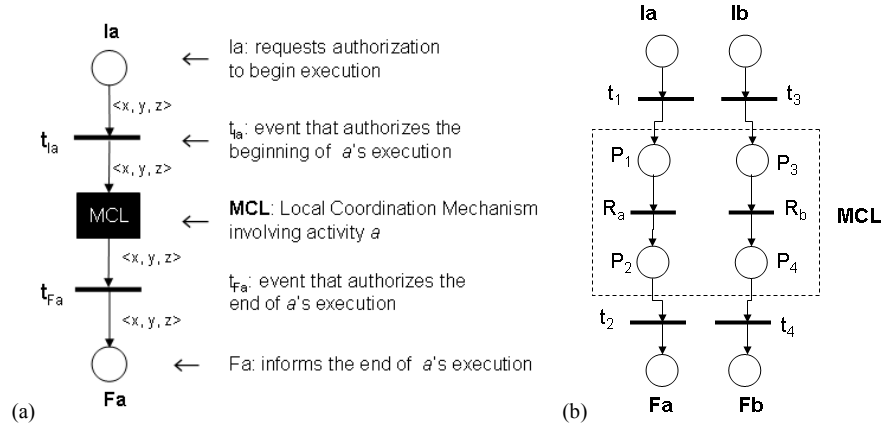 Ia
Ia: requests authorization
to begin execution
<x, y, z>
tIa
tIa: event that authorizes the
beginning of a's execution
<x, y, z>
MCL
MCL: Local Coordination Mechanism
involving activity a
<x, y, z>
tFa
tFa: event that authorizes the
end of a's execution
<x, y, z>
Fa: informs the end of a's execution
Fa
(a)
Ia Ib
t1 t3
P1 P3
Ra Rb
MCL
P2 P4
t2 t4
Fa Fb
(b)